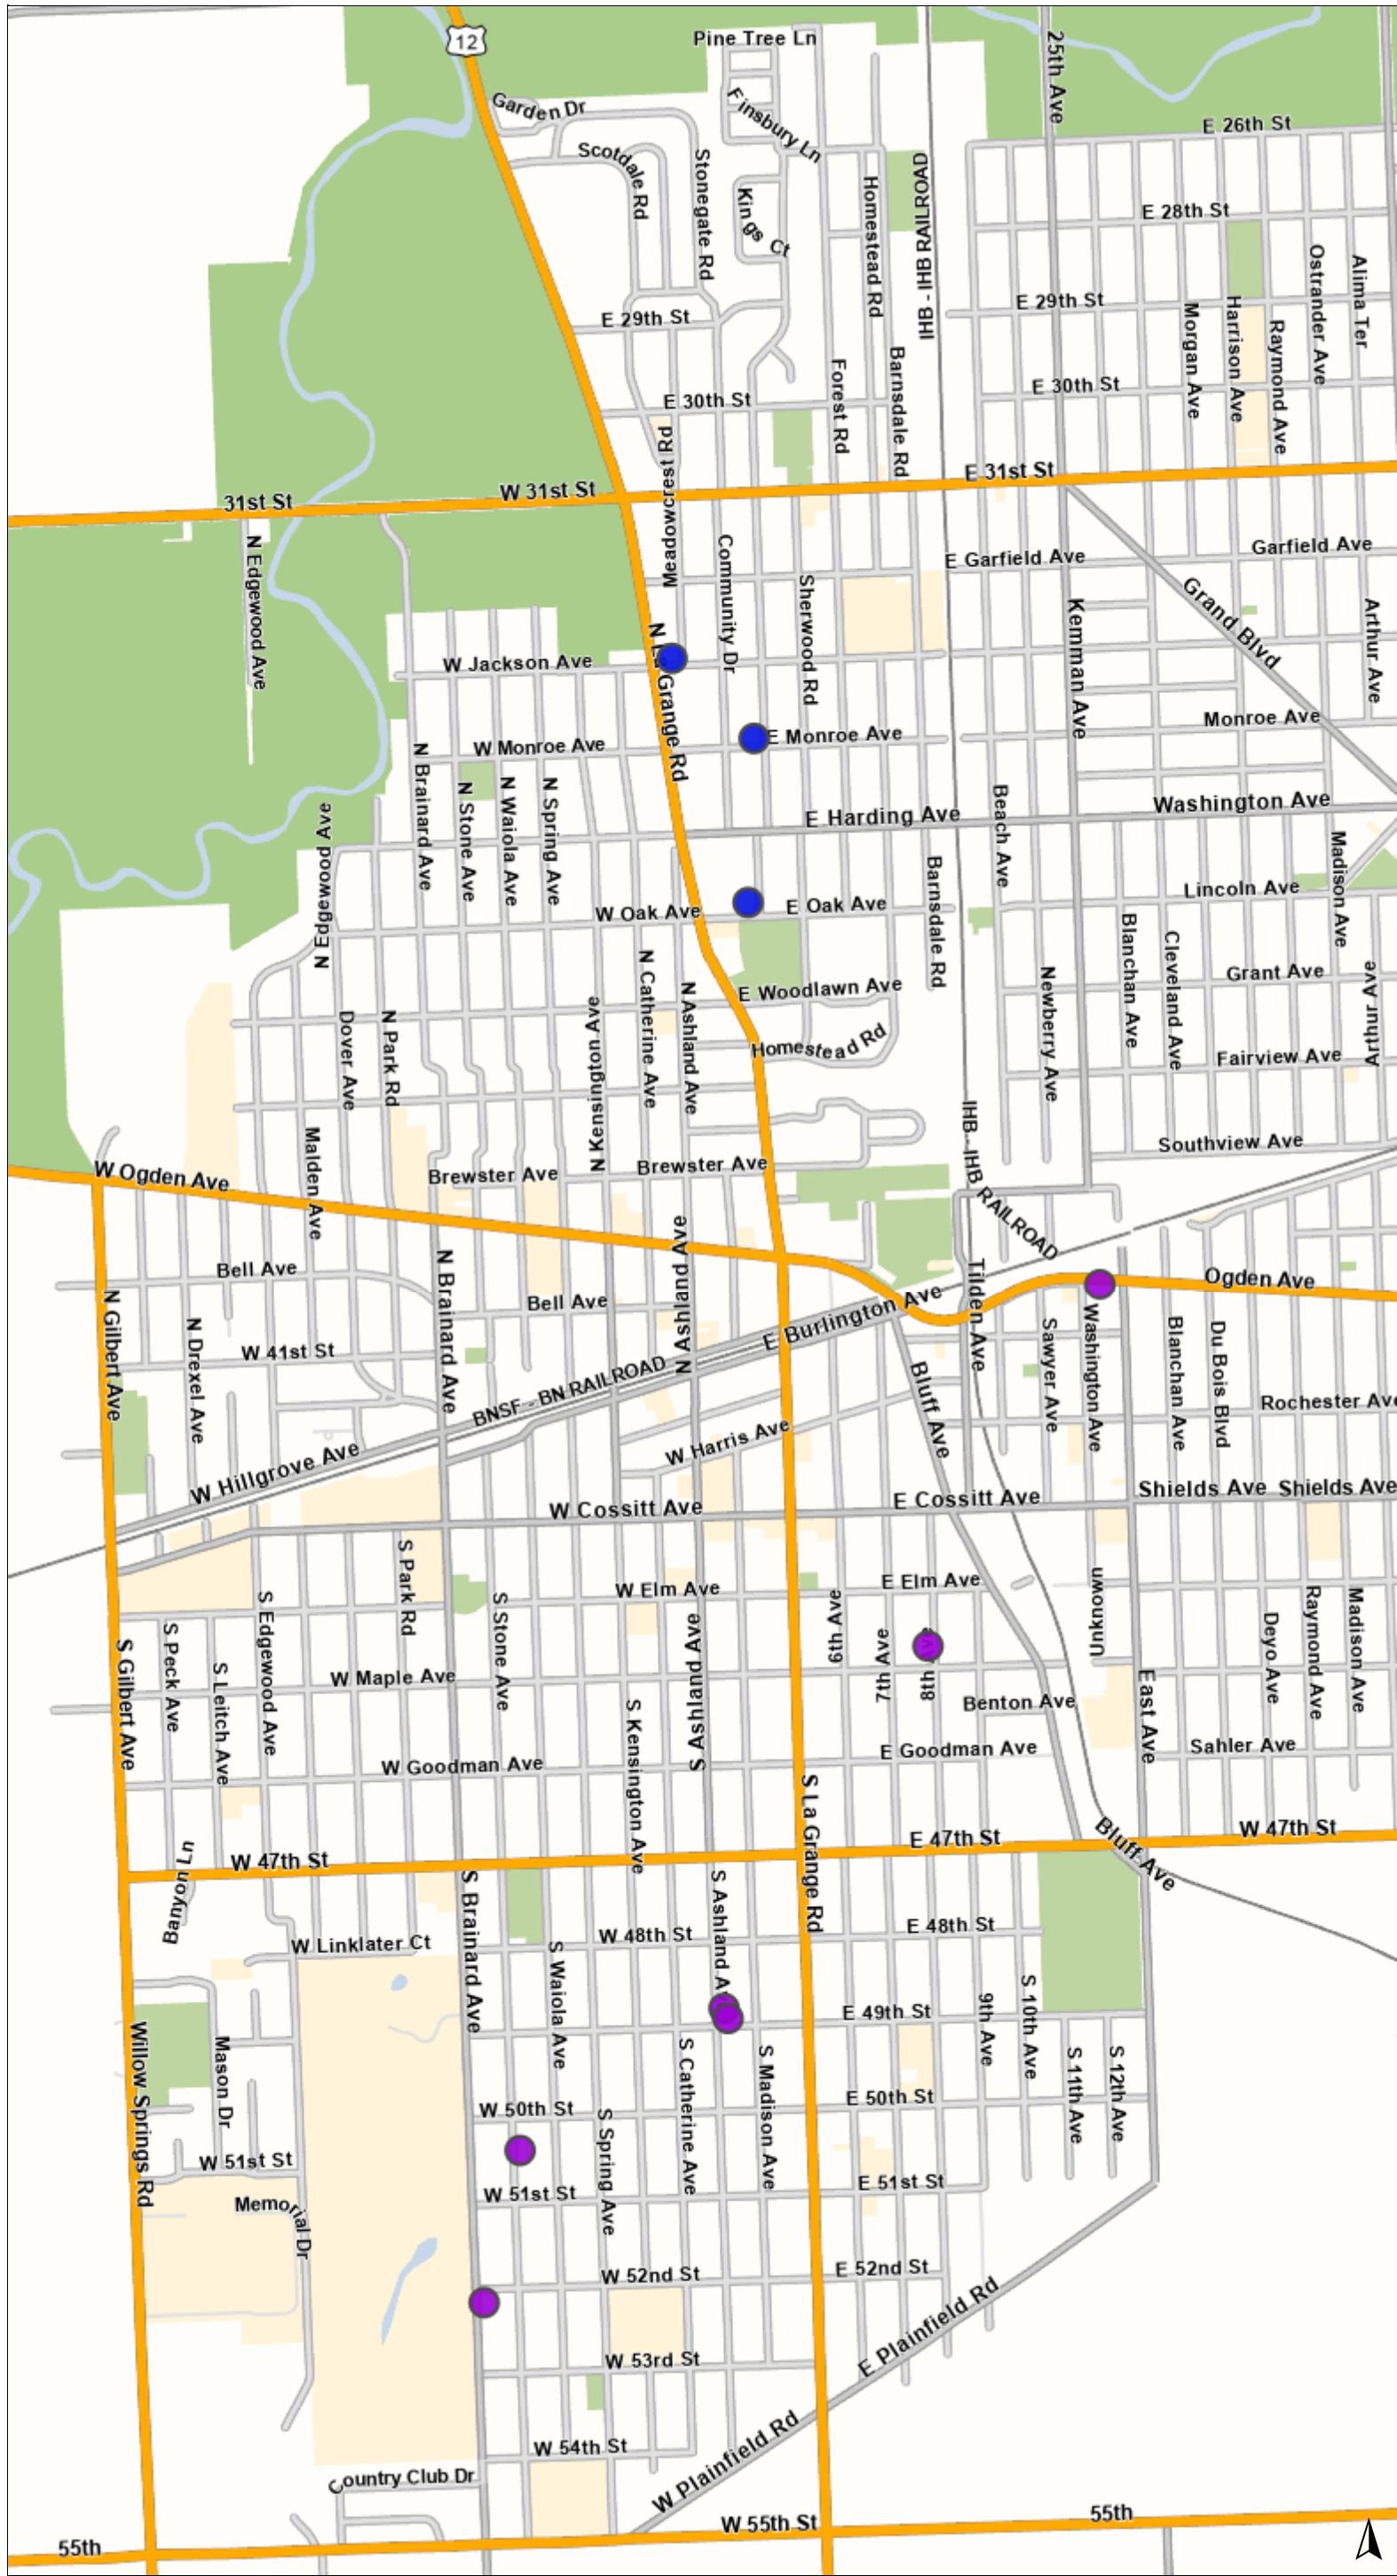 Pine Tree Ln
12
25th Ave
Garden Dr
Finsbury Ln
E 26th St
Scotdale Rd
Stonegate Rd
Kings Ct
Homestead Rd
IHB - IHB RAILROAD
E 28th St
E 29th St
E 29th St
Morgan Ave
Harrison Ave
Raymond Ave
Ostrander Ave
Alima Ter
E 30th St
E 30th St
Forest Rd
Barnsdale Rd
Meadowcrest Rd
31st St
W 31st St
E 31st St
N Edgewood Ave
Community Dr
Sherwood Rd
E Garfield Ave
Garfield Ave
Grand Blvd
Kemman Ave
Arthur Ave
W Jackson Ave
N La Grange Rd
W Monroe Ave
E Monroe Ave
Monroe Ave
N Brainard Ave
N Stone Ave
N Waiola Ave
N Spring Ave
N Edgewood Ave
E Harding Ave
Washington Ave
Beach Ave
Barnsdale Rd
Madison Ave
W Oak Ave
E Oak Ave
Lincoln Ave
Blanchan Ave
Cleveland Ave
Newberry Ave
Grant Ave
Arthur Ave
N Catherine Ave
N Ashland Ave
N Kensington Ave
E Woodlawn Ave
Homestead Rd
Dover Ave
N Park Rd
Fairview Ave
Malden Ave
IHB - IHB RAILROAD
Southview Ave
W Ogden Ave
Brewster Ave
Brewster Ave
N Ashland Ave
Bell Ave
N Brainard Ave
Bell Ave
E Burlington Ave
Tilden Ave
Ogden Ave
N Gilbert Ave
N Drexel Ave
W 41st St
BNSF - BN RAILROAD
Bluff Ave
Sawyer Ave
Washington Ave
Blanchan Ave
Du Bois Blvd
Rochester Ave
W Harris Ave
W Hillgrove Ave
W Cossitt Ave
E Cossitt Ave
Shields Ave
Shields Ave
S Park Rd
W Elm Ave
E Elm Ave
Unknown
S Gilbert Ave
S Peck Ave
S Leitch Ave
S Edgewood Ave
S Stone Ave
S Ashland Ave
6th Ave
7th Ave
8th Ave
Deyo Ave
Raymond Ave
Madison Ave
W Maple Ave
S Kensington Ave
Benton Ave
East Ave
W Goodman Ave
E Goodman Ave
Sahler Ave
S La Grange Rd
Banyon Ln
W 47th St
E 47th St
Bluff Ave
W 47th St
S Brainard Ave
S Ashland A
W Linklater Ct
W 48th St
E 48th St
S Waiola Ave
9th Ave
S 10th Ave
E 49th St
Willow Springs Rd
Mason Dr
S Catherine Ave
S Madison Ave
S 11th Ave
S 12th Ave
W 50th St
E 50th St
S Spring Ave
W 51st St
W 51st St
E 51st St
Memorial Dr
W 52nd St
E 52nd St
E Plainfield Rd
W 53rd St
W 54th St
W Plainfield Rd
Country Club Dr
55th
W 55th St
55th